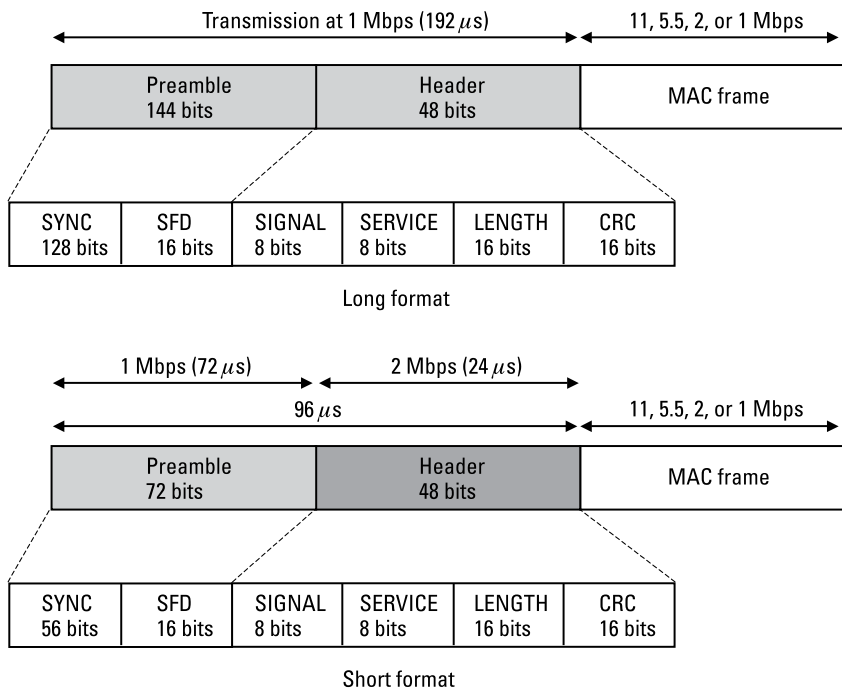 Transmission at 1 Mbps (192 μs)
11, 5.5, 2, or 1 Mbps
Preamble
144 bits
Header
48 bits
MAC frame
SYNC
128 bits
SFD
16 bits
SIGNAL
8 bits
SERVICE
8 bits
LENGTH
16 bits
CRC
16 bits
Long format
1 Mbps (72 μs)
2 Mbps (24 μs)
96 μs
11, 5.5, 2, or 1 Mbps
Preamble
72 bits
Header
48 bits
MAC frame
SYNC
56 bits
SFD
16 bits
SIGNAL
8 bits
SERVICE
8 bits
LENGTH
16 bits
CRC
16 bits
Short format